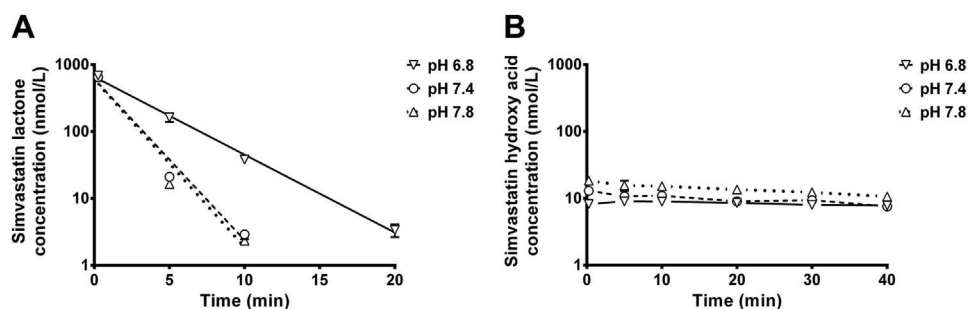 A
Simvastatin lactone
concentration (nmol/L)
1000
100
10
1
0
5
10
15
20
Time (min)
pH 6.8
pH 7.4
pH 7.8
B
Simvastatin hydroxy acid
concentration (nmol/L)
1000
100
10
1
0
10
20
30
40
Time (min)
pH 6.8
pH 7.4
pH 7.8